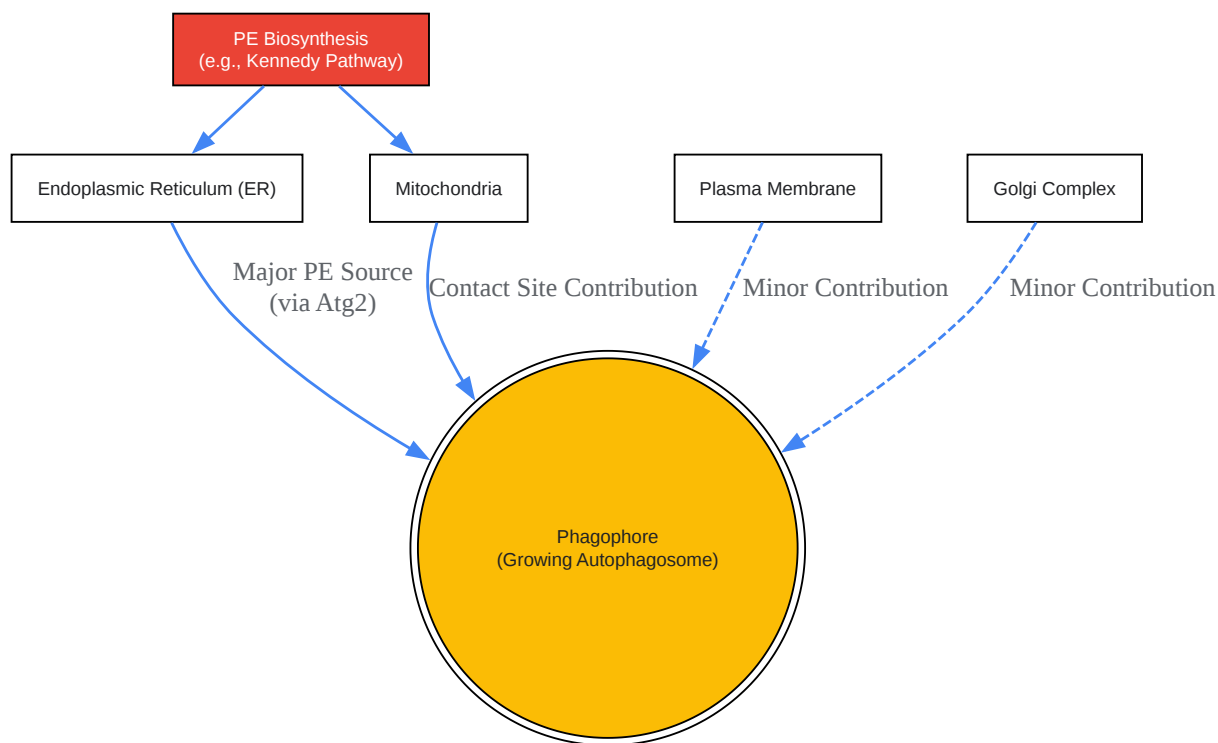 PE Biosynthesis
(e.g., Kennedy Pathway)
Endoplasmic Reticulum (ER)
Mitochondria
Plasma Membrane
Golgi Complex
Major PE Source
(via Atg2)
Contact Site Contribution
Minor Contribution
Minor Contribution
Phagophore
(Growing Autophagosome)